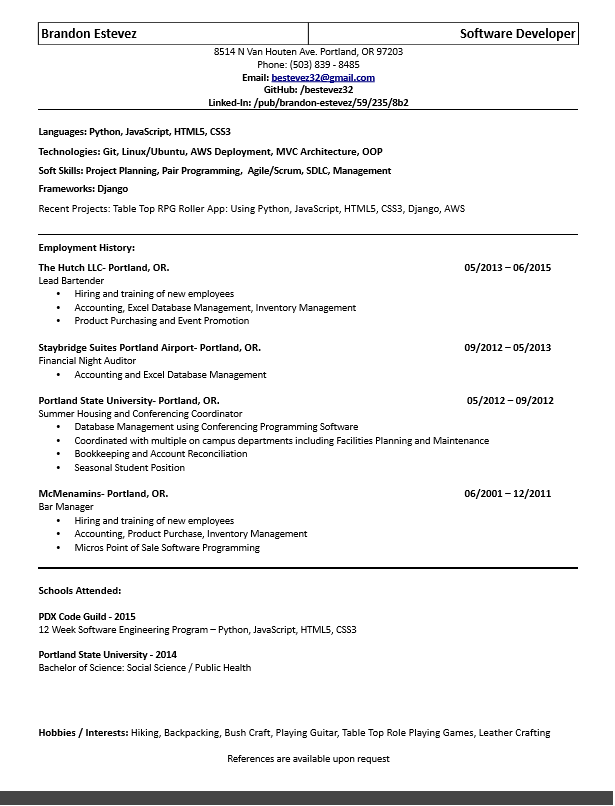 Brandon Estevez Software Developer
8514 N Van Houten Ave. Portland, OR 97203
Phone: (503) 839 - 8485
Email: bestevez32@gmail.com
GitHub: /bestevez32
Linked-In: /pub/brandon-estevez/59/235/8b2
Languages: Python, JavaScript, HTML5, CSS3
Technologies: Git, Linux/Ubuntu, AWS Deployment, MVC Architecture, OOP
Soft Skills: Project Planning, Pair Programming, Agile/Scrum, SDLC, Management
Frameworks: Django
Recent Projects: Table Top RPG Roller App: Using Python, JavaScript, HTML5, CSS3, Django, AWS
Employment History:
The Hutch LLC- Portland, OR. 05/2013 – 06/2015
Lead Bartender
• Hiring and training of new employees
• Accounting, Excel Database Management, Inventory Management
• Product Purchasing and Event Promotion
Staybridge Suites Portland Airport- Portland, OR. 09/2012 – 05/2013
Financial Night Auditor
• Accounting and Excel Database Management
Portland State University- Portland, OR. 05/2012 – 09/2012
Summer Housing and Conferencing Coordinator
• Database Management using Conferencing Programming Software
• Coordinated with multiple on campus departments including Facilities Planning and Maintenance
• Bookkeeping and Account Reconciliation
• Seasonal Student Position
McMenamins- Portland, OR. 06/2001 – 12/2011
Bar Manager
• Hiring and training of new employees
• Accounting, Product Purchase, Inventory Management
• Micros Point of Sale Software Programming
Schools Attended:
PDX Code Guild - 2015
12 Week Software Engineering Program – Python, JavaScript, HTML5, CSS3
Portland State University - 2014
Bachelor of Science: Social Science / Public Health
Hobbies / Interests: Hiking, Backpacking, Bush Craft, Playing Guitar, Table Top Role Playing Games, Leather Crafting
References are available upon request